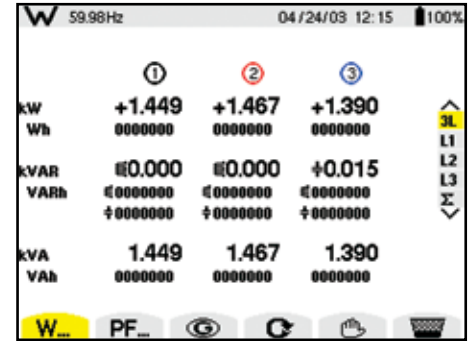 W 59.98Hz 04/24/03 12:15 100%
1 2 3
kW +1.449 +1.467 +1.390
Wh 0000000 0000000 0000000
3L
L1
kVAR 0.000 0.000 0.015
L2
VARh 0000000 0000000 0000000
L3
0000000 0000000 0000000
Σ
kVA 1.449 1.467 1.390
VAh 0000000 0000000 0000000
W... PF... G